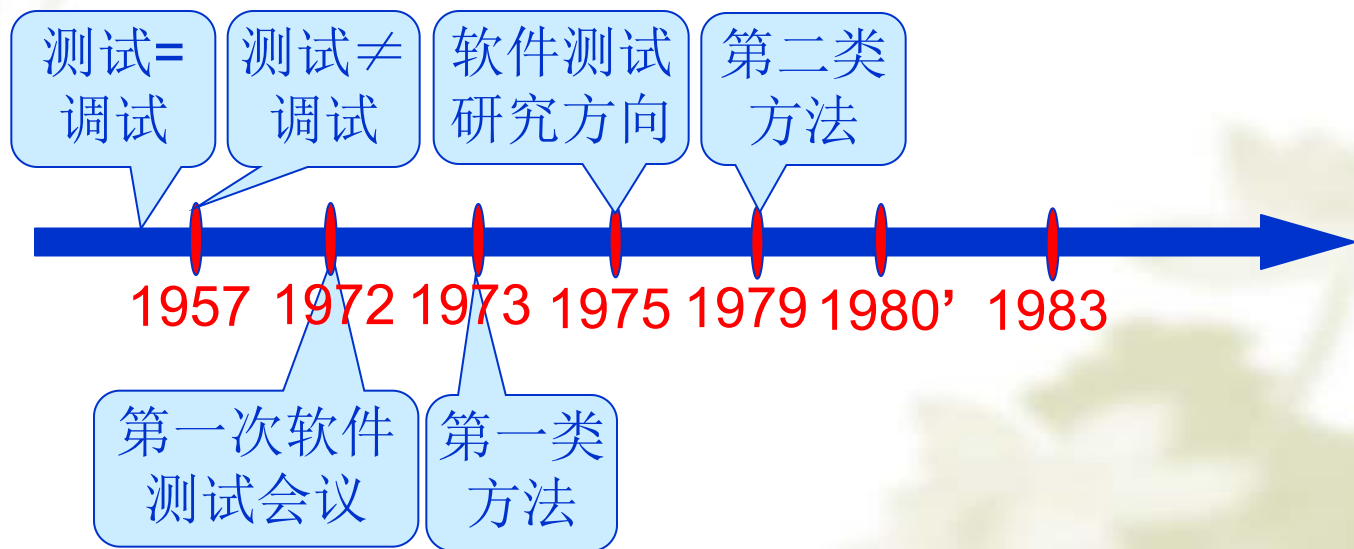 测试=
调试
测试≠
调试
软件测试
研究方向
第二类
方法
1957
1972
1973
1975
1979
1980’
1983
第一次软件
测试会议
第一类
方法